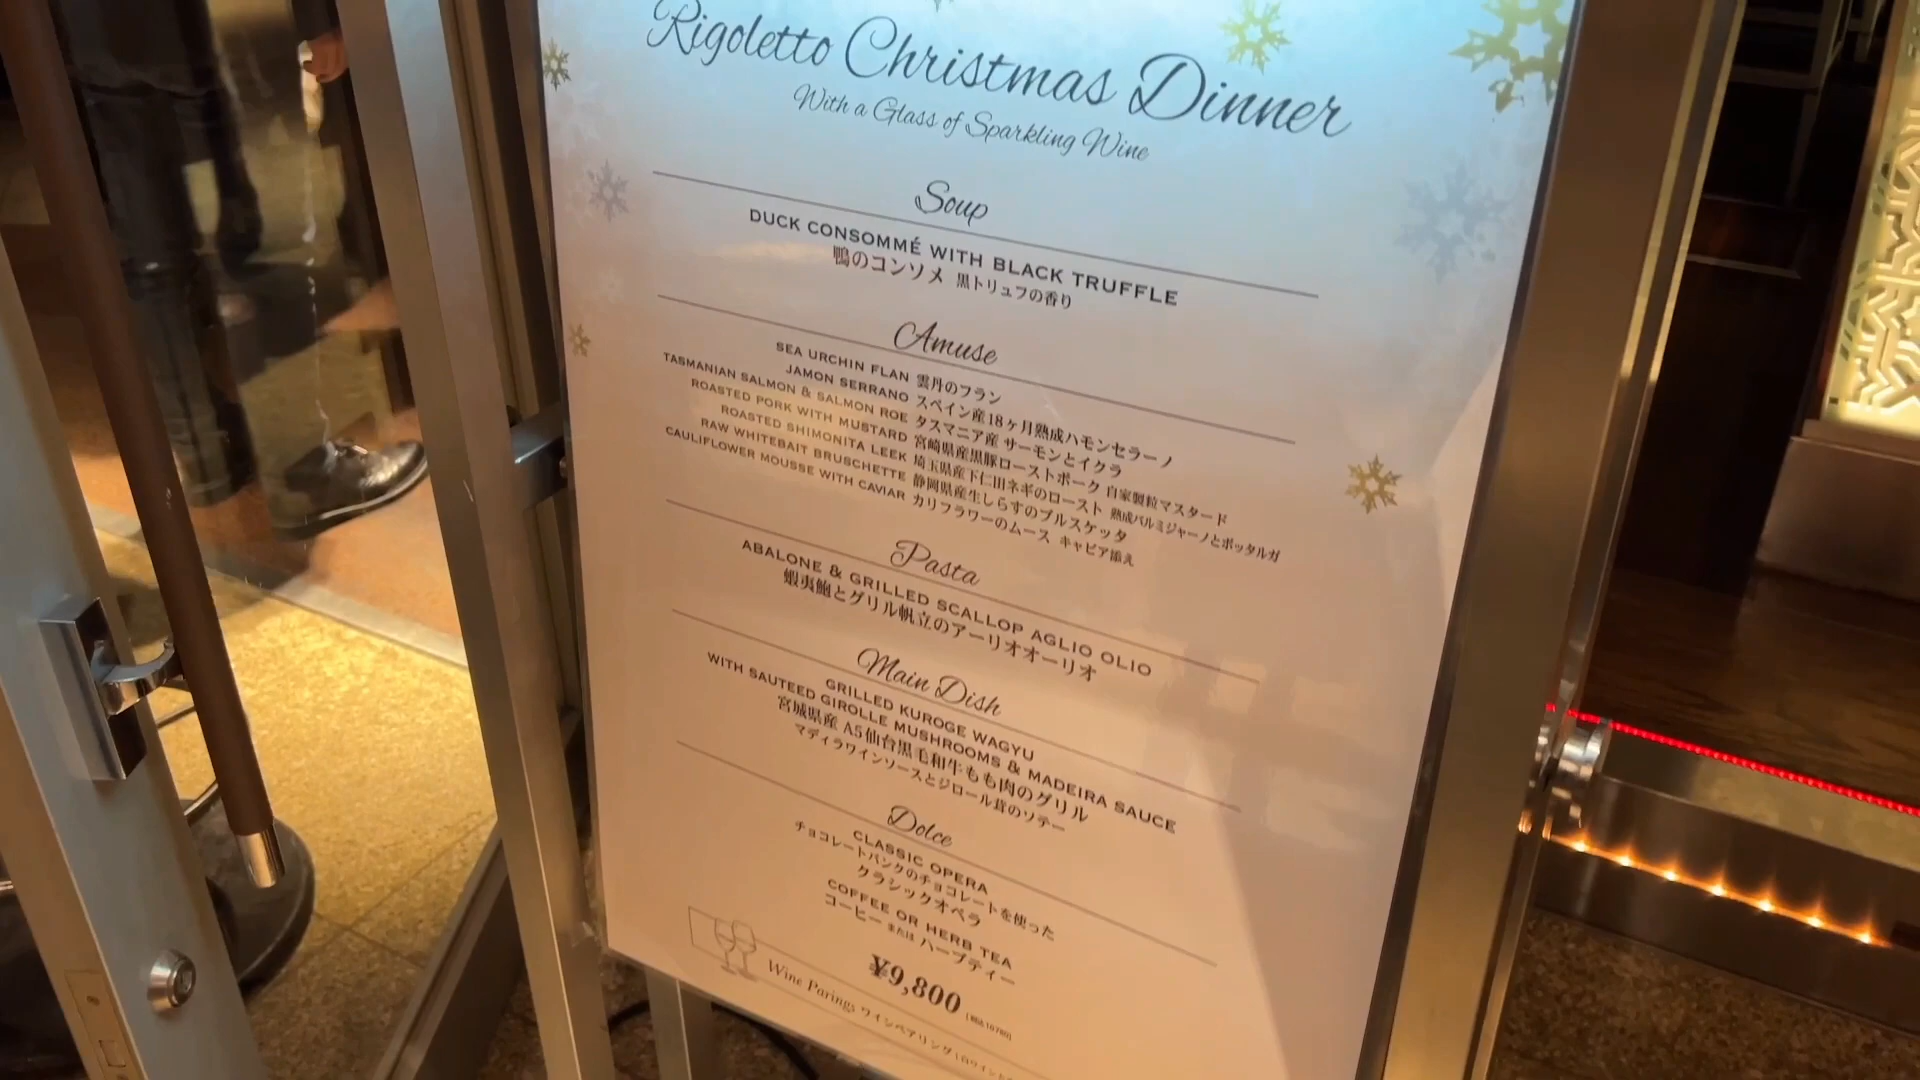 Rigoletto Christmas Dinner
With a Glass of Sparkling Wine
Soup
DUCK CONSOMMÉ WITH BLACK TRUFFLE
鴨のコンソメ 黒トリュフの香り
Amuse
SEA URCHIN FLAN 雲丹のフラン
JAMON SERRANO スペイン産18ヶ月熟成ハモンセラーノ
TASMANIAN SALMON & SALMON ROE タスマニア産 サーモンとイクラ
ROASTED PORK WITH MUSTARD 宮崎県産黒豚ローストポーク 自家製粒マスタード
ROASTED SHIMONITA LEEK 埼玉県産下仁田ネギのロースト 熟成パルミジャーノとボッタルガ
RAW WHITEBAIT BRUSCHETTE 静岡県産生しらすのブルスケッタ
CAULIFLOWER MOUSSE WITH CAVIAR カリフラワーのムース キャビア添え
Pasta
ABALONE & GRILLED SCALLOP AGLIO OLIO
蝦夷鮑とグリル帆立のアーリオオーリオ
Main Dish
GRILLED KUROGE WAGYU
WITH SAUTEED GIROLLE MUSHROOMS & MADEIRA SAUCE
宮城県産 A5仙台黒毛和牛もも肉のグリル
マディラワインソースとジロール茸のソテー
Dolce
CLASSIC OPERA
チョコレートバンクのチョコレートを使った
クラシックオペラ
COFFEE OR HERB TEA
コーヒー または ハーブティー
¥9,800
Wine Parings ワインペアリング